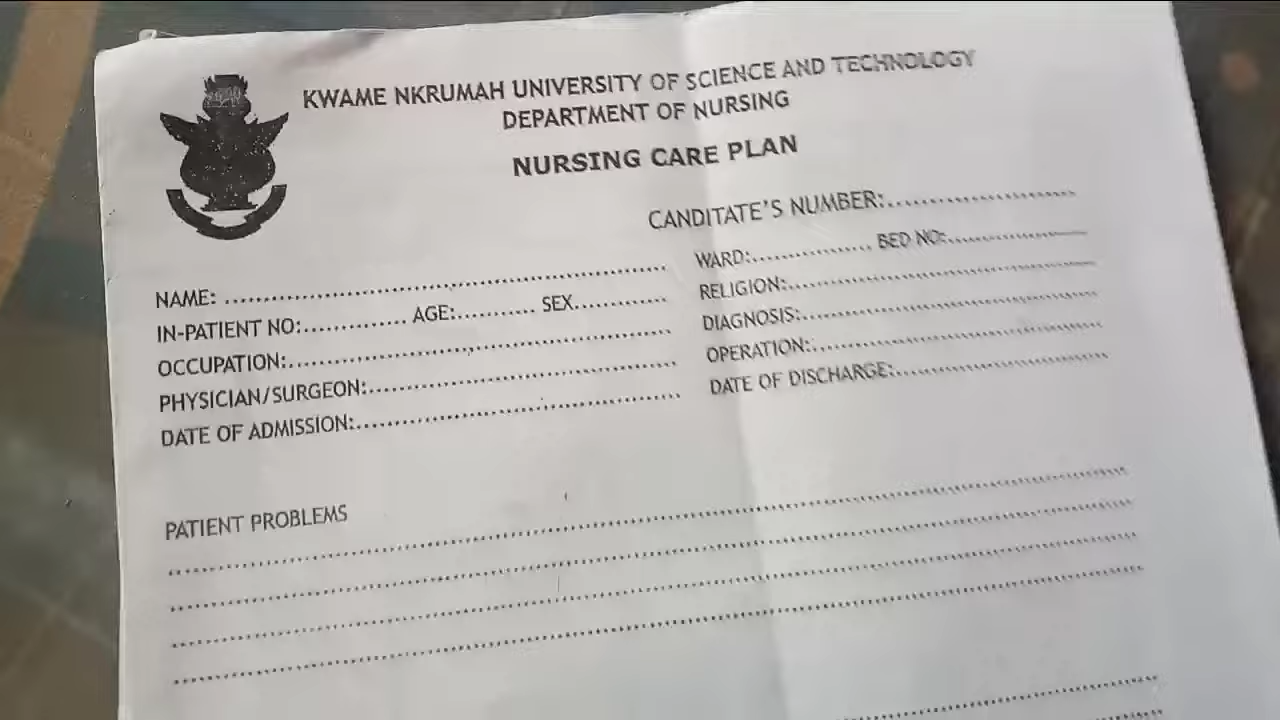 KWAME NKRUMAH UNIVERSITY OF SCIENCE AND TECHNOLOGY
DEPARTMENT OF NURSING
NURSING CARE PLAN
CANDITATE'S NUMBER:..............................
NAME: ............................................................
WARD:................ BED NO:.......................
IN-PATIENT NO:.............. AGE:........... SEX..............
RELIGION:...............................................
OCCUPATION:.....................................................
DIAGNOSIS:.............................................
PHYSICIAN/SURGEON:...........................................
OPERATION:............................................
DATE OF ADMISSION:.............................................
DATE OF DISCHARGE:................................
PATIENT PROBLEMS